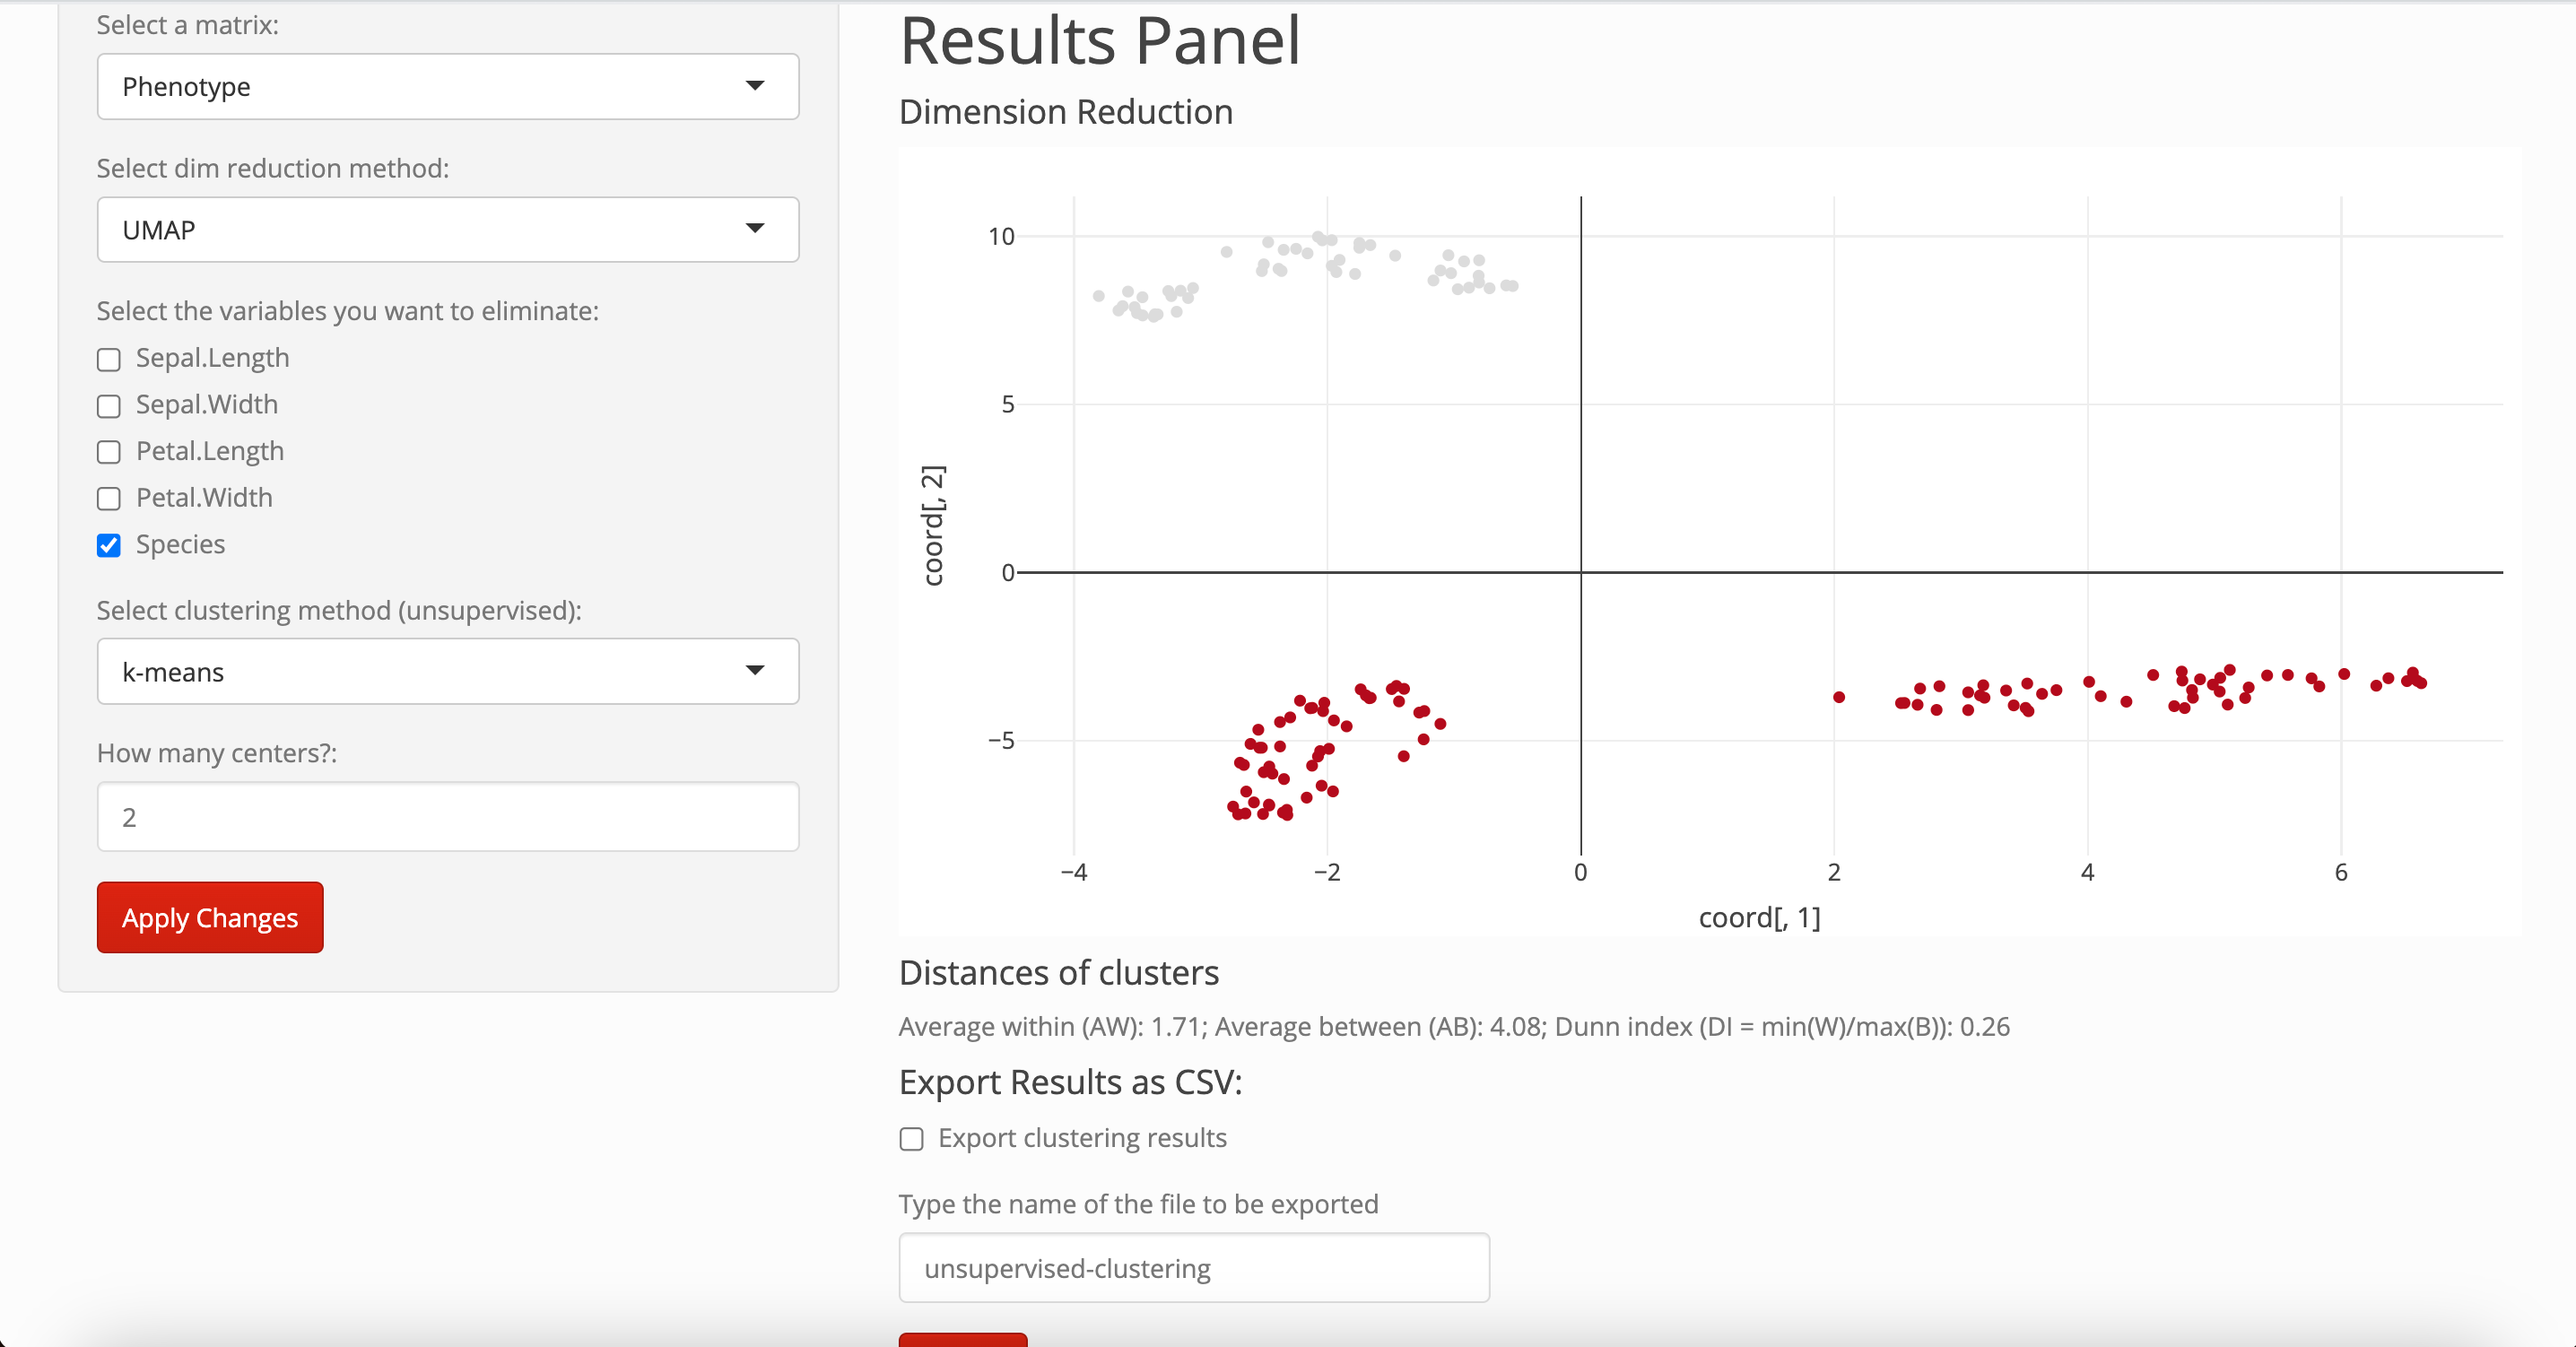 Select a matrix:
Phenotype
Select dim reduction method:
UMAP
Select the variables you want to eliminate:
Sepal.Length
Sepal.Width
Petal.Length
Petal.Width
Species
Select clustering method (unsupervised):
k-means
How many centers?:
2
Apply Changes
Results Panel
Dimension Reduction
10
5
0
−5
coord[, 2]
−4
−2
0
2
4
6
coord[, 1]
Distances of clusters
Average within (AW): 1.71; Average between (AB): 4.08; Dunn index (DI = min(W)/max(B)): 0.26
Export Results as CSV:
Export clustering results
Type the name of the file to be exported
unsupervised-clustering